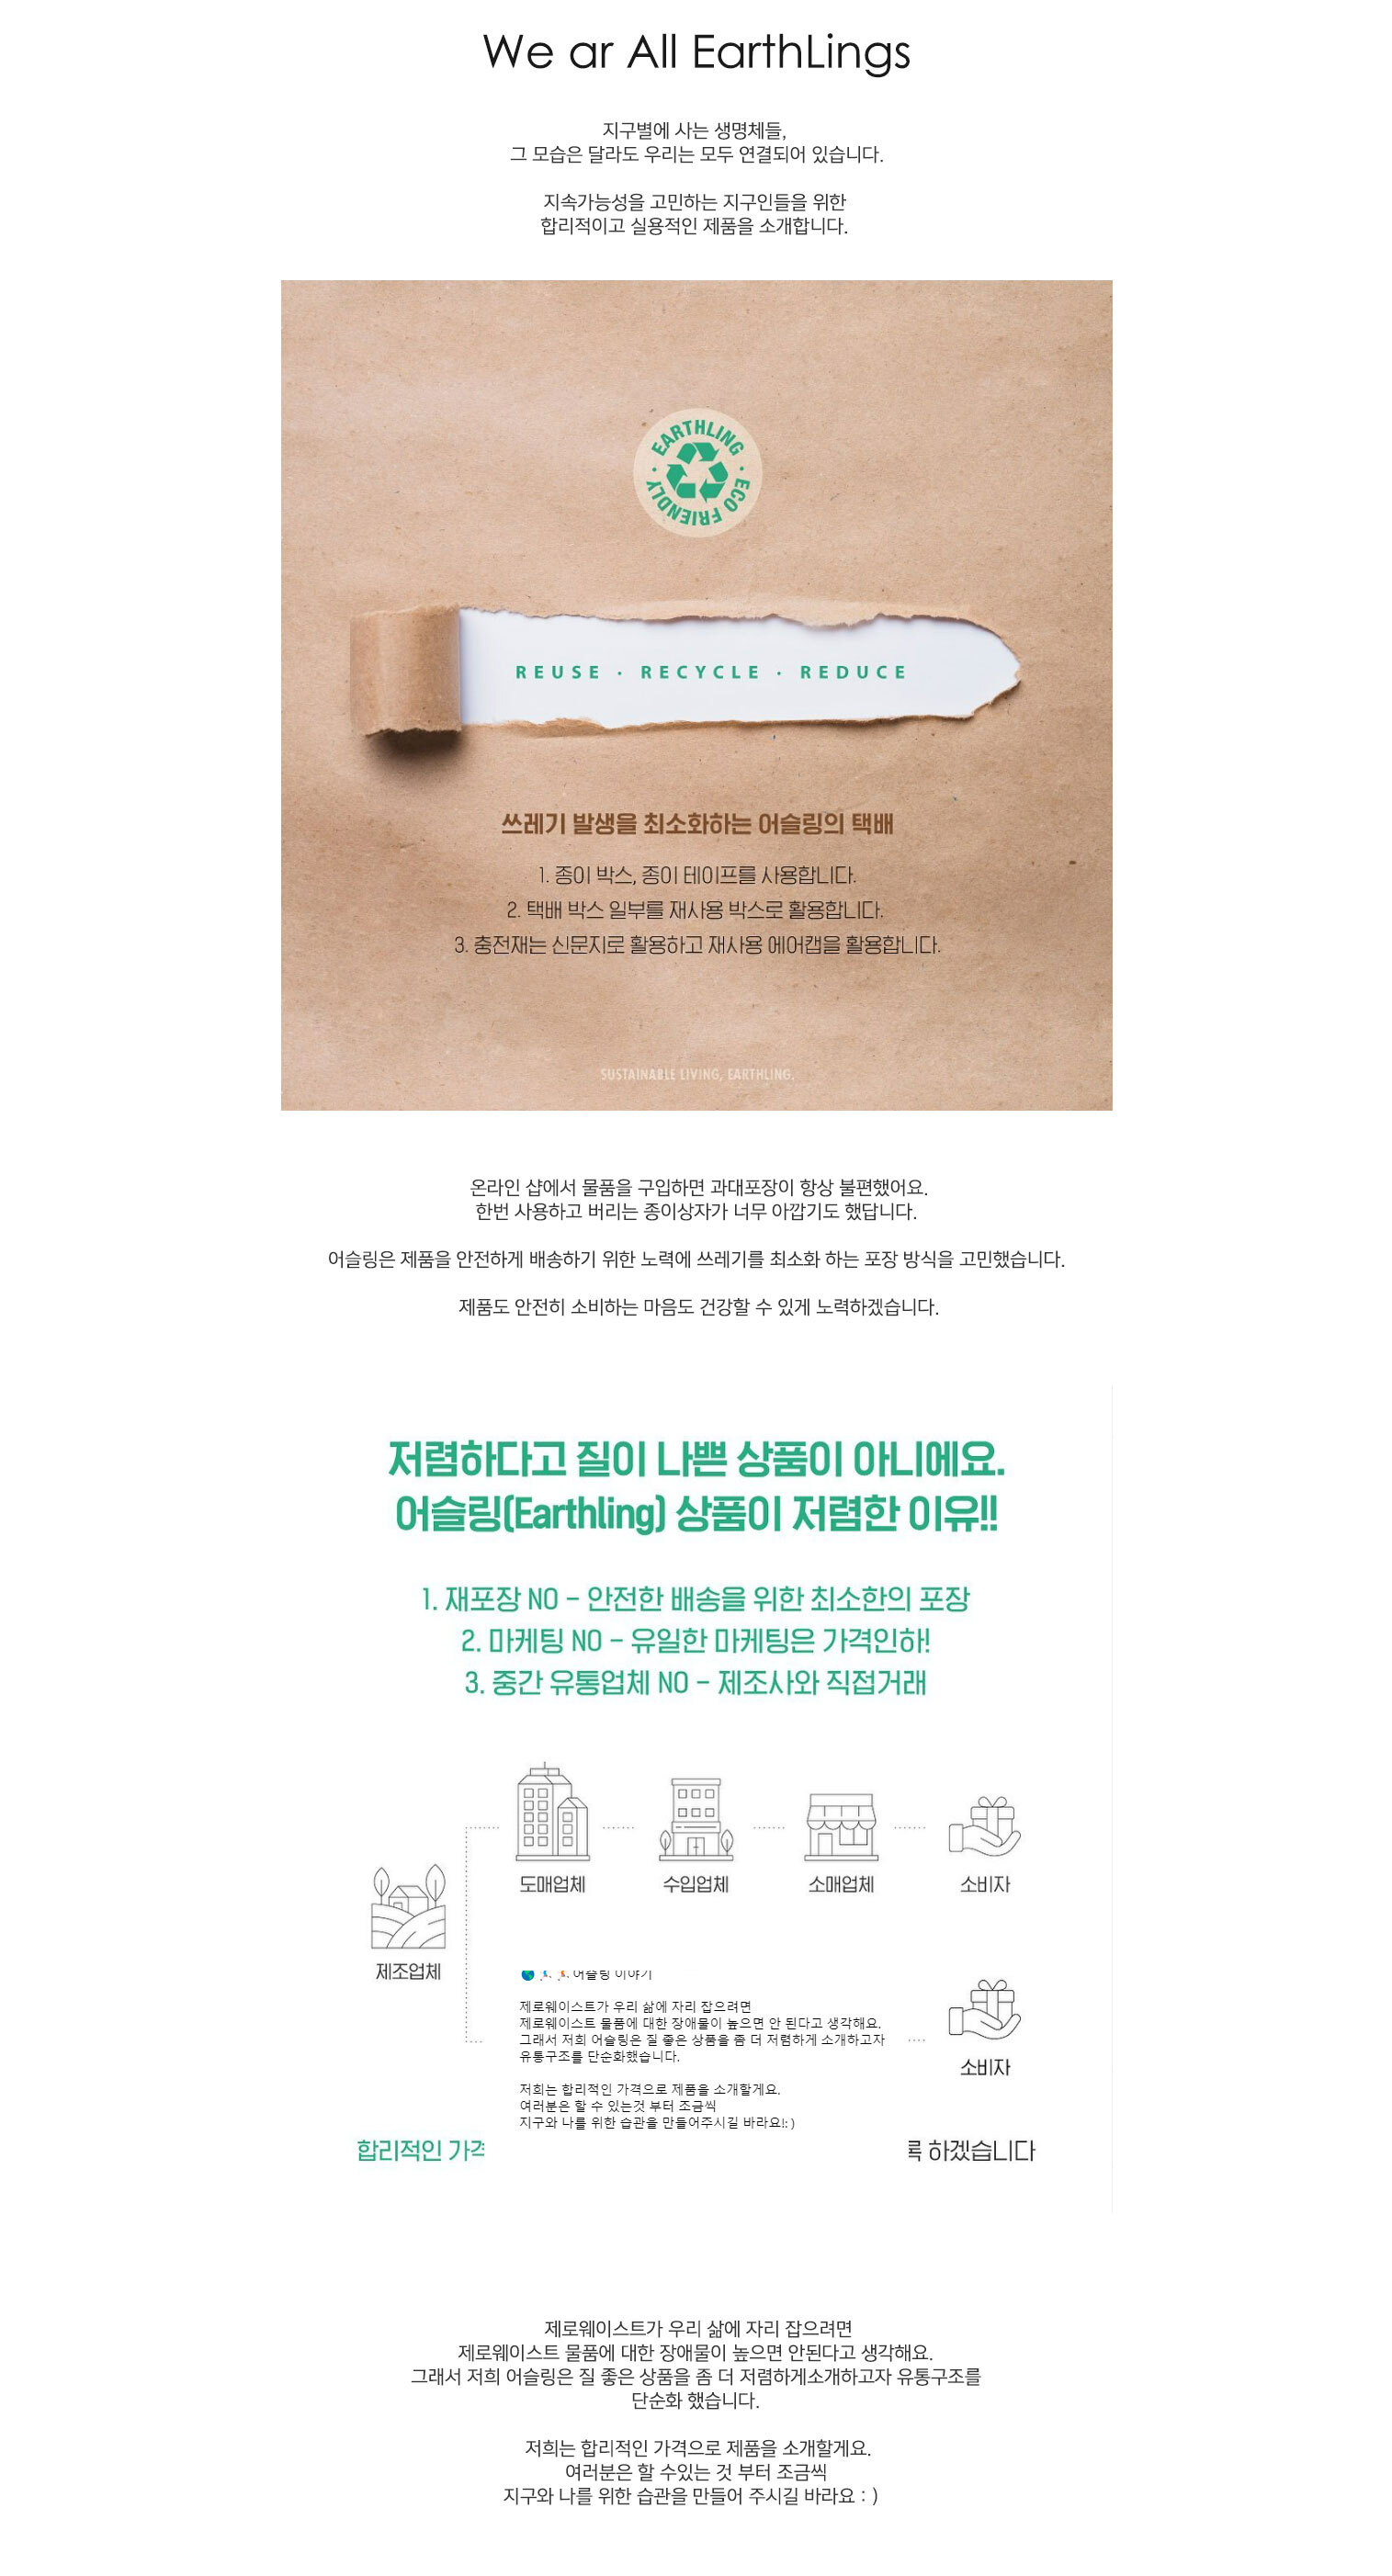 We ar All EarthLings
지구별에 사는 생명체들,
그 모습은 달라도 우리는 모두 연결되어 있습니다.
지속가능성을 고민하는 지구인들을 위한
합리적이고 실용적인 제품을 소개합니다.
EARTHLING · ECO FRIENDLY ·
REUSE · RECYCLE · REDUCE
쓰레기 발생을 최소화하는 어슬링의 택배
1. 종이 박스, 종이 테이프를 사용합니다.
2. 택배 박스 일부를 재사용 박스로 활용합니다.
3. 충전재는 신문지로 활용하고 재사용 에어캡을 활용합니다.
SUSTAINABLE LIVING, EARTHLING.
온라인 샵에서 물품을 구입하면 과대포장이 항상 불편했어요.
한번 사용하고 버리는 종이상자가 너무 아깝기도 했답니다.
어슬링은 제품을 안전하게 배송하기 위한 노력에 쓰레기를 최소화 하는 포장 방식을 고민했습니다.
제품도 안전히 소비하는 마음도 건강할 수 있게 노력하겠습니다.
저렴하다고 질이 나쁜 상품이 아니에요.
어슬링(Earthling) 상품이 저렴한 이유!!
1. 재포장 NO - 안전한 배송을 위한 최소한의 포장
2. 마케팅 NO - 유일한 마케팅은 가격인하!
3. 중간 유통업체 NO - 제조사와 직접거래
도매업체 수입업체 소매업체 소비자
제조업체
어슬링 이야기
제로웨이스트가 우리 삶에 자리 잡으려면
제로웨이스트 물품에 대한 장애물이 높으면 안 된다고 생각해요.
그래서 저희 어슬링은 질 좋은 상품을 좀 더 저렴하게 소개하고자
유통구조를 단순화했습니다.
소비자
저희는 합리적인 가격으로 제품을 소개할게요.
여러분은 할 수 있는것 부터 조금씩
지구와 나를 위한 습관을 만들어주시길 바라요!: )
합리적인 가격 하겠습니다
제로웨이스트가 우리 삶에 자리 잡으려면
제로웨이스트 물품에 대한 장애물이 높으면 안된다고 생각해요.
그래서 저희 어슬링은 질 좋은 상품을 좀 더 저렴하게소개하고자 유통구조를
단순화 했습니다.
저희는 합리적인 가격으로 제품을 소개할게요.
여러분은 할 수있는 것 부터 조금씩
지구와 나를 위한 습관을 만들어 주시길 바라요 : )